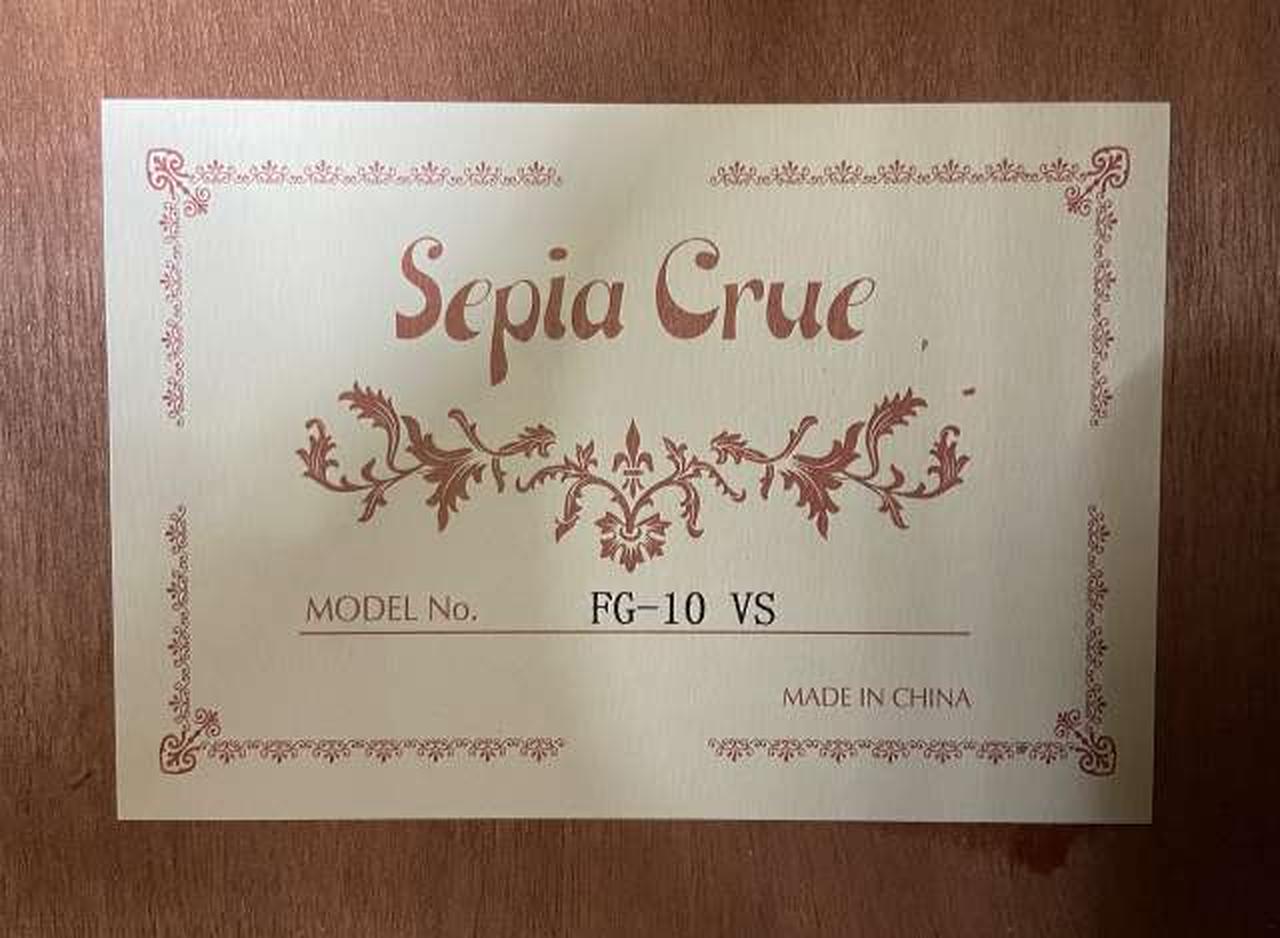 Sepia Crue
MODEL No. FG-10 VS
MADE IN CHINA